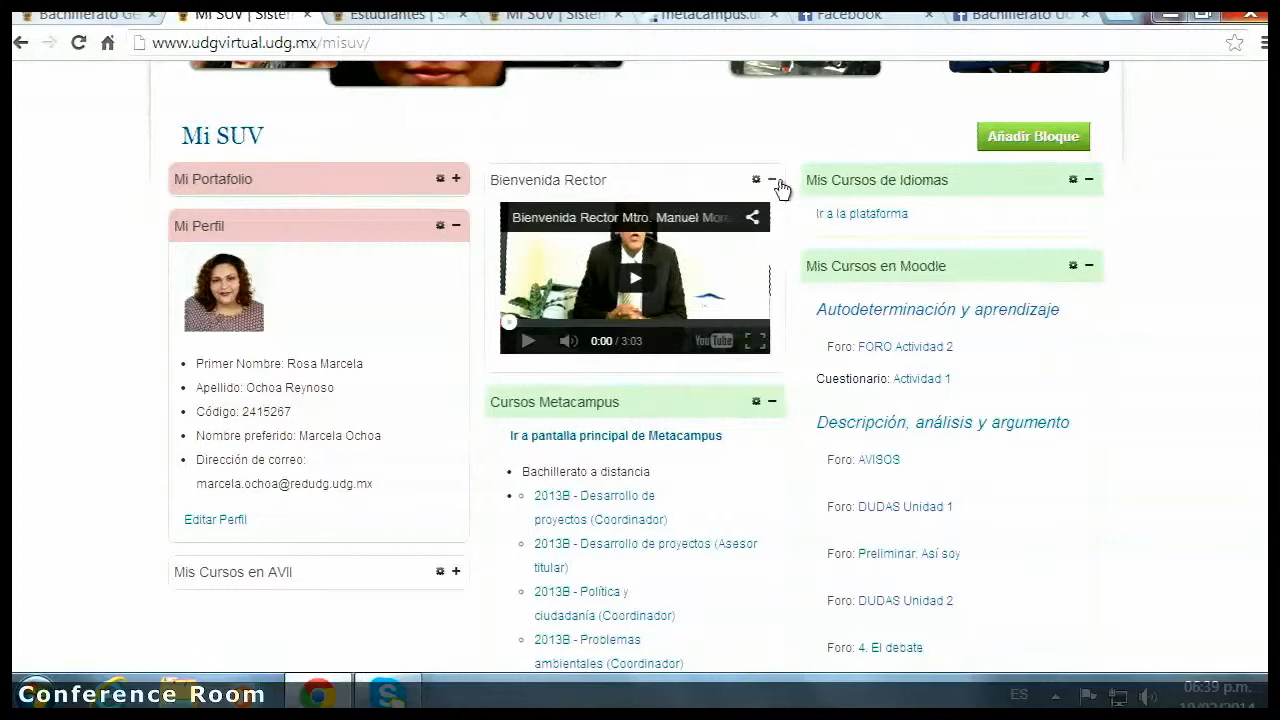 Bachillerato Ge
Mi SUV | Sistem
Estudiantes | S
Mi SUV | Sistem
metacampus.u
Facebook
Bachillerato Ud
www.udgvirtual.udg.mx/misuv/
Mi SUV
Añadir Bloque
Mi Portafolio
Mi Perfil
Primer Nombre: Rosa Marcela
Apellido: Ochoa Reynoso
Código: 2415267
Nombre preferido: Marcela Ochoa
Dirección de correo:
marcela.ochoa@redudg.udg.mx
Editar Perfil
Mis Cursos en AVII
Bienvenida Rector
Bienvenida Rector Mtro. Manuel Mor
0:00 / 3:03
YouTube
Cursos Metacampus
Ir a pantalla principal de Metacampus
Bachillerato a distancia
2013B - Desarrollo de
proyectos (Coordinador)
2013B - Desarrollo de proyectos (Asesor
titular)
2013B - Política y
ciudadanía (Coordinador)
2013B - Problemas
ambientales (Coordinador)
Mis Cursos de Idiomas
Ir a la plataforma
Mis Cursos en Moodle
Autodeterminación y aprendizaje
Foro: FORO Actividad 2
Cuestionario: Actividad 1
Descripción, análisis y argumento
Foro: AVISOS
Foro: DUDAS Unidad 1
Foro: Preliminar. Así soy
Foro: DUDAS Unidad 2
Foro: 4. El debate
Conference Room
ES
06:39 p.m.